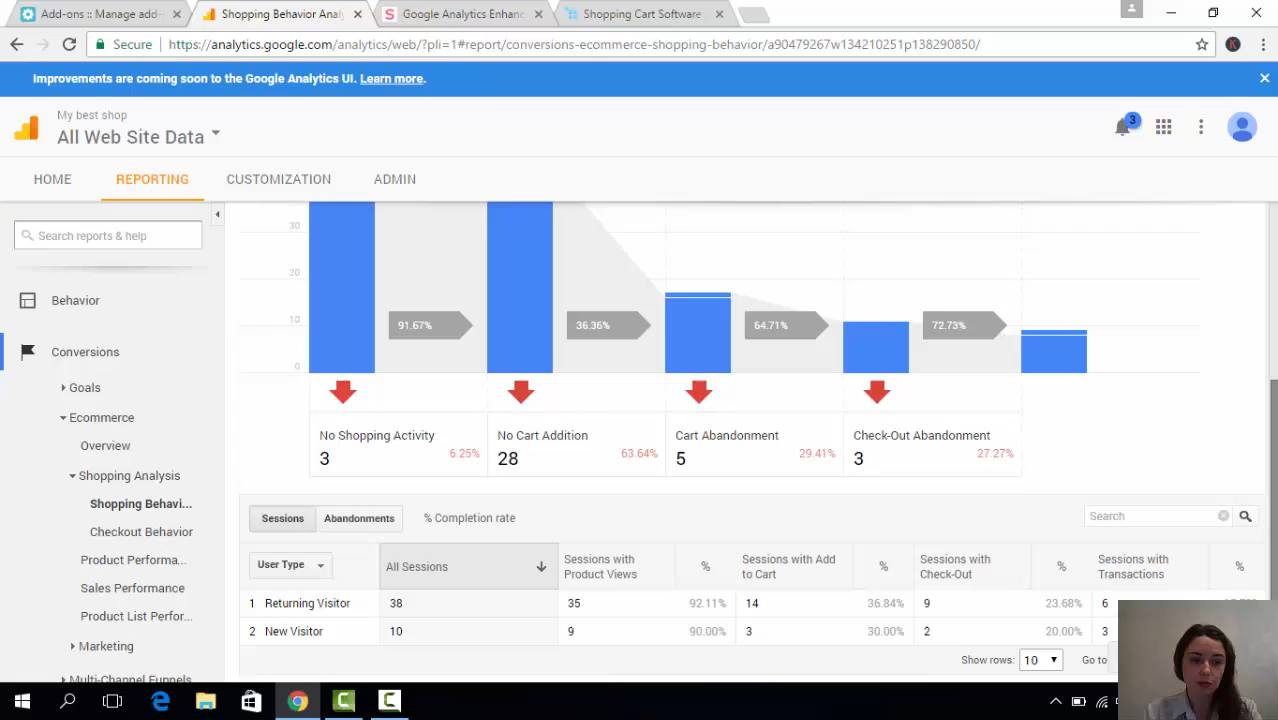 Add-ons :: Manage add-
Shopping Behavior Anal
Google Analytics Enhanc
Shopping Cart Software
Secure
https://analytics.google.com/analytics/web/?pli=1#report/conversions-ecommerce-shopping-behavior/a90479267w134210251p138290850/
Improvements are coming soon to the Google Analytics UI. Learn more.
My best shop
All Web Site Data
3
HOME
REPORTING
CUSTOMIZATION
ADMIN
Search reports & help
Behavior
Conversions
Goals
Ecommerce
Overview
Shopping Analysis
Shopping Behavi...
Checkout Behavior
Product Performa...
Sales Performance
Product List Perfor...
Marketing
Multi-Channel Funnels
30
20
10
0
91.67%
36.36%
64.71%
72.73%
No Shopping Activity
3
6.25%
No Cart Addition
28
63.64%
Cart Abandonment
5
29.41%
Check-Out Abandonment
3
27.27%
Sessions
Abandonments
% Completion rate
Search
User Type
All Sessions
Sessions with
Product Views
%
Sessions with Add
to Cart
%
Sessions with
Check-Out
%
Sessions with
Transactions
%
1 Returning Visitor 38 35 92.11% 14 36.84% 9 23.68% 6
2 New Visitor 10 9 90.00% 3 30.00% 2 20.00% 3
Show rows: 10 Go to